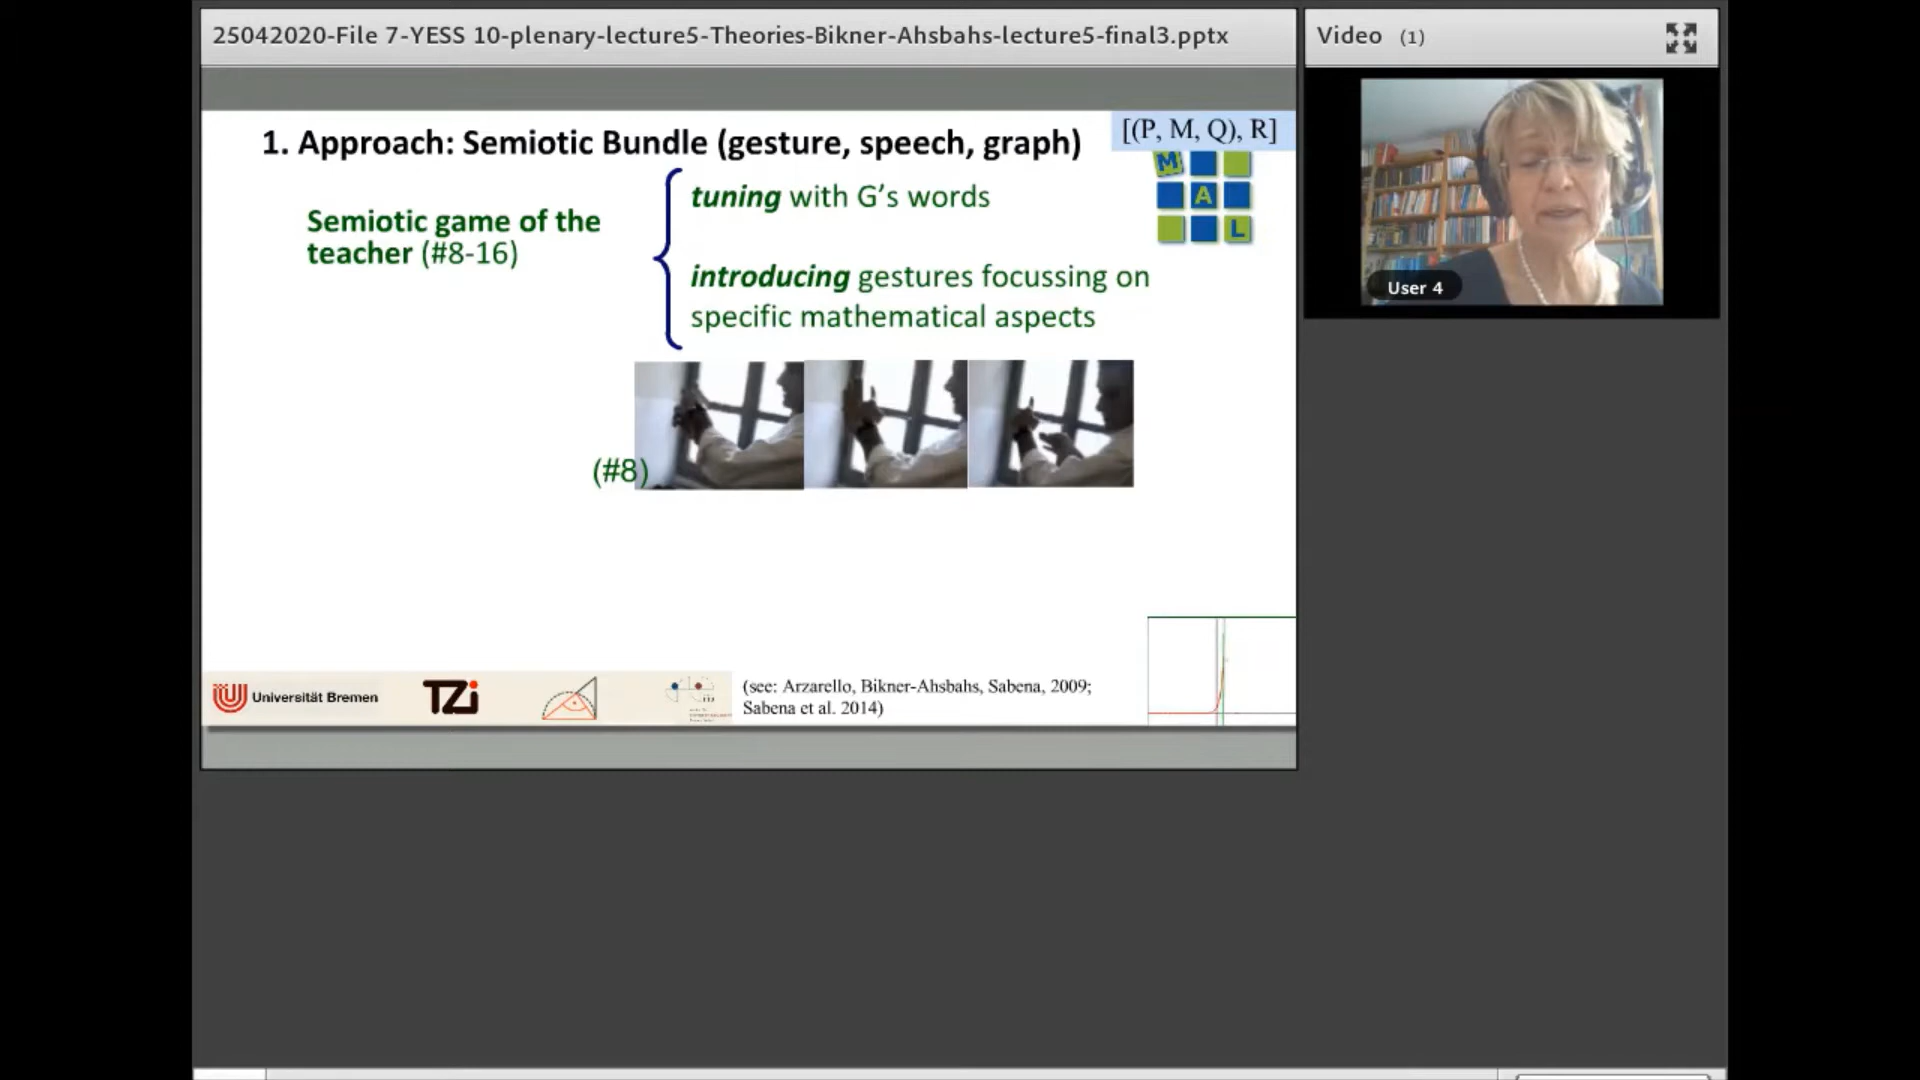 25042020-File 7-YESS 10-plenary-lecture5-Theories-Bikner-Ahsbahs-lecture5-final3.pptx
Video (1)
1. Approach: Semiotic Bundle (gesture, speech, graph)
[(P, M, Q), R]
M
A
L
tuning with G’s words
Semiotic game of the
teacher (#8-16)
introducing gestures focussing on
specific mathematical aspects
User 4
(#8)
Universität Bremen
TZi
(see: Arzarello, Bikner-Ahsbahs, Sabena, 2009;
Sabena et al. 2014)